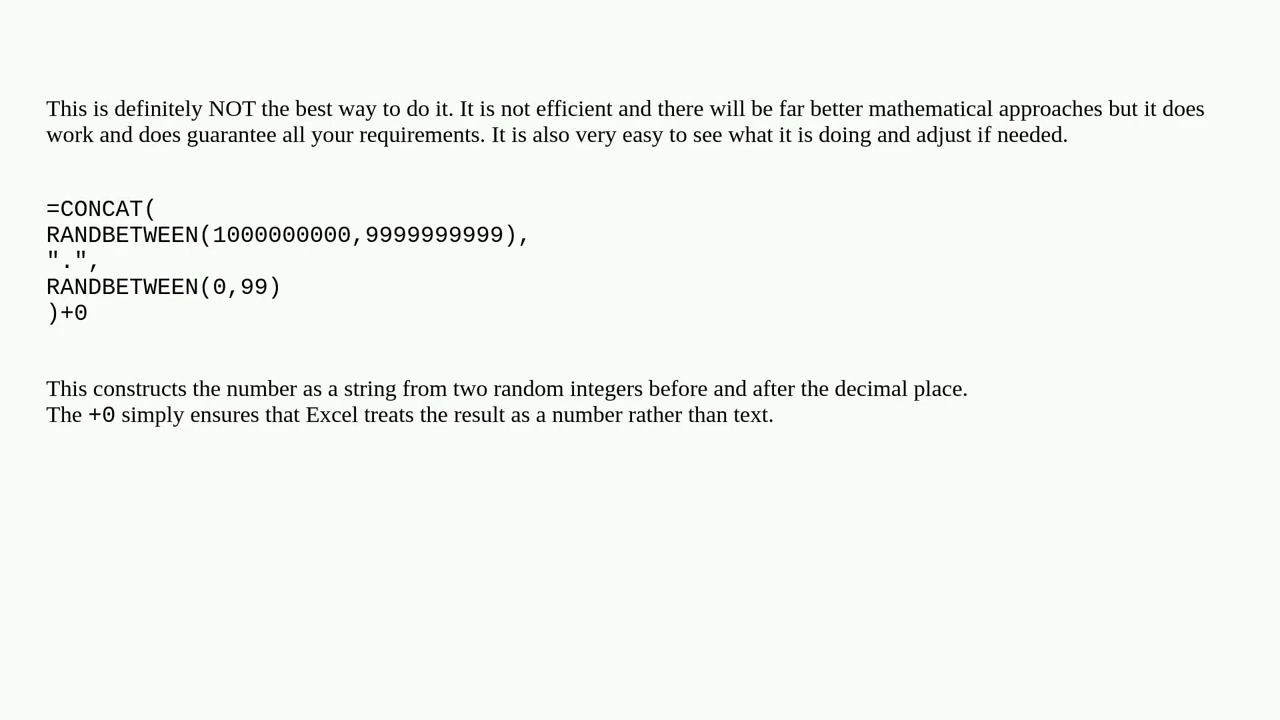 This is definitely NOT the best way to do it. It is not efficient and there will be far better mathematical approaches but it does
work and does guarantee all your requirements. It is also very easy to see what it is doing and adjust if needed.
=CONCAT(
RANDBETWEEN(1000000000,9999999999),
".",
RANDBETWEEN(0,99)
)+0
This constructs the number as a string from two random integers before and after the decimal place.
The +0 simply ensures that Excel treats the result as a number rather than text.